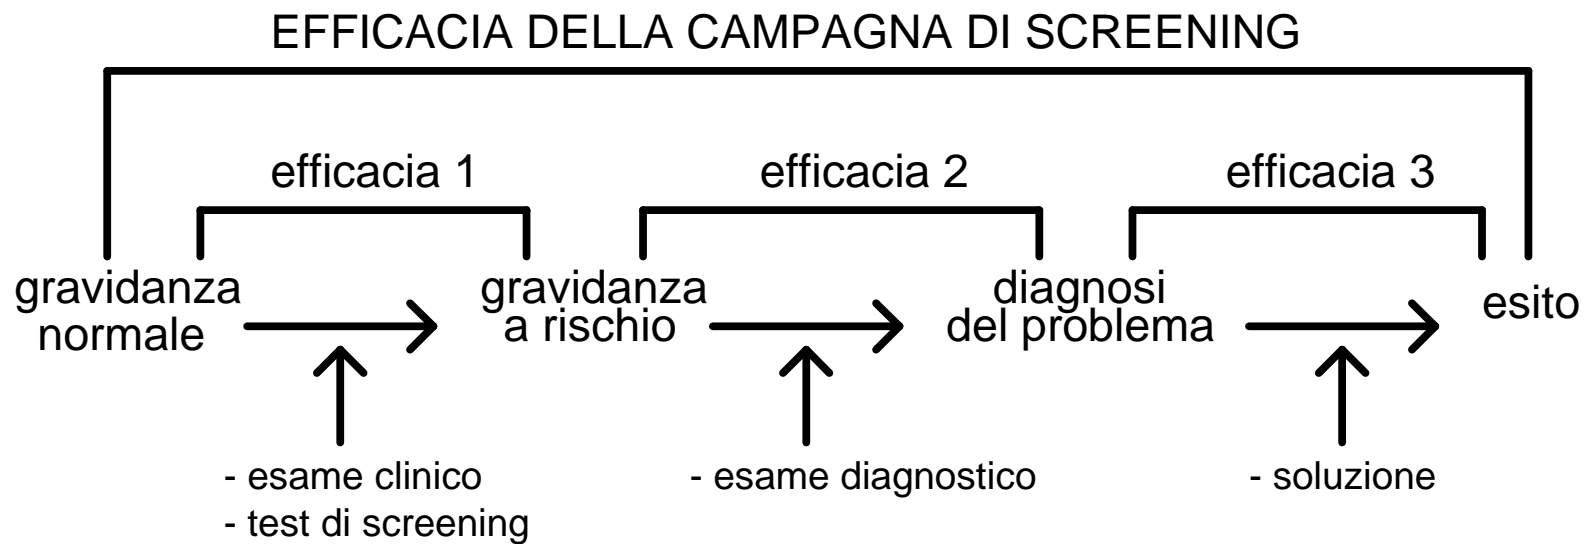 EFFICACIA DELLA CAMPAGNA DI SCREENING
efficacia 1
efficacia 2
efficacia 3
gravidanza
normale
gravidanza
a rischio
diagnosi
del problema
esito
- esame clinico
- test di screening
- esame diagnostico
- soluzione